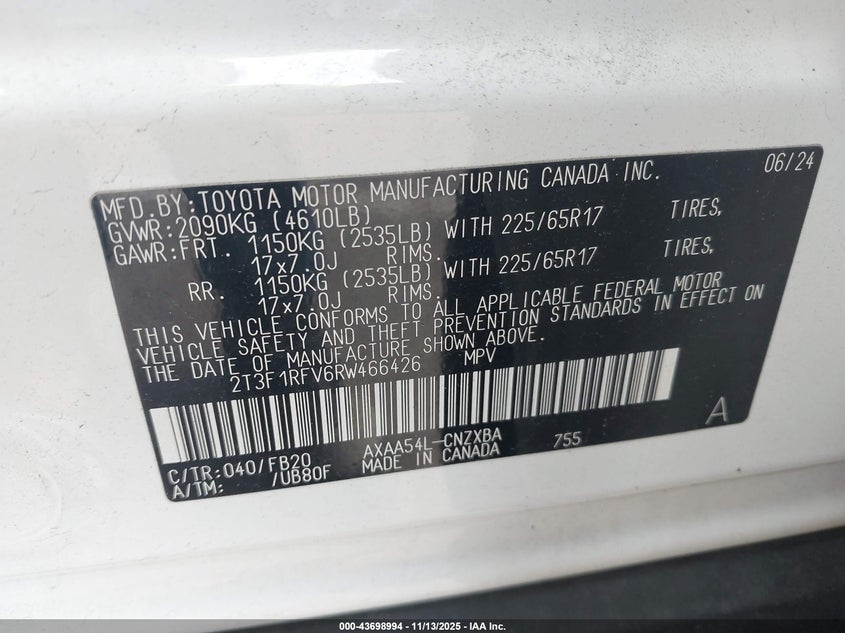 06/24
MFD.BY:TOYOTA MOTOR MANUFACTURING CANADA INC.
GVWR:2090KG (4610LB)
GAWR:FRT. 1150KG (2535LB) WITH 225/65R17 TIRES,
17x7.0J RIMS.
RR. 1150KG (2535LB) WITH 225/65R17 TIRES,
17x7.0J RIMS.
THIS VEHICLE CONFORMS TO ALL APPLICABLE FEDERAL MOTOR
VEHICLE SAFETY AND THEFT PREVENTION STANDARDS IN EFFECT ON
THE DATE OF MANUFACTURE SHOWN ABOVE.
2T3F1RFV6RW466426 MPV
A
C/TR:040/FB20 AXAA54L-CNZXBA 755
A/TM: /UB80F MADE IN CANADA
000-43698994 - 11/13/2025 - IAA Inc.